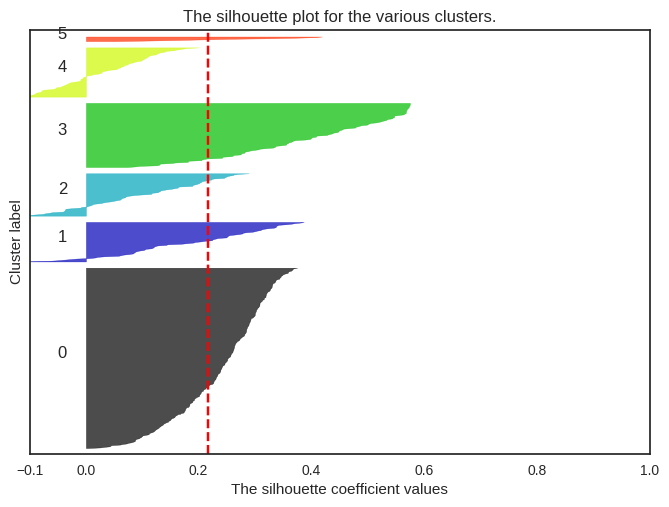 The silhouette plot for the various clusters.
5
4
3
2
1
0
Cluster label
−0.1 0.0 0.2 0.4 0.6 0.8 1.0
The silhouette coefficient values